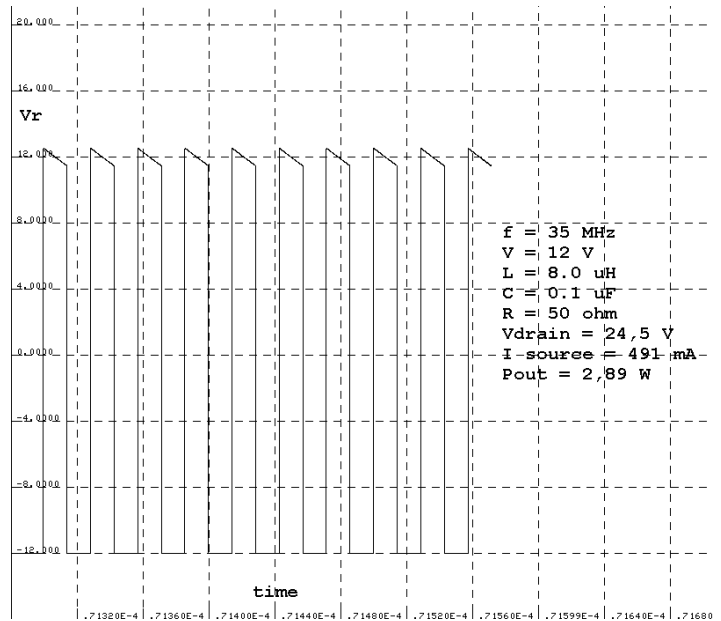 20.000
16.000
Vr
12.000
8.0000
f = 35 MHz
V = 12 V
L = 8.0 uH
4.0000
C = 0.1 uF
R = 50 ohm
Vdrain = 24,5 V
0.0000
I source = 491 mA
Pout = 2,89 W
-4.0000
-8.0000
-12.000
time
.71320E-4 .71360E-4 .71400E-4 .71440E-4 .71480E-4 .71520E-4 .71560E-4 .71599E-4 .71640E-4 .71680